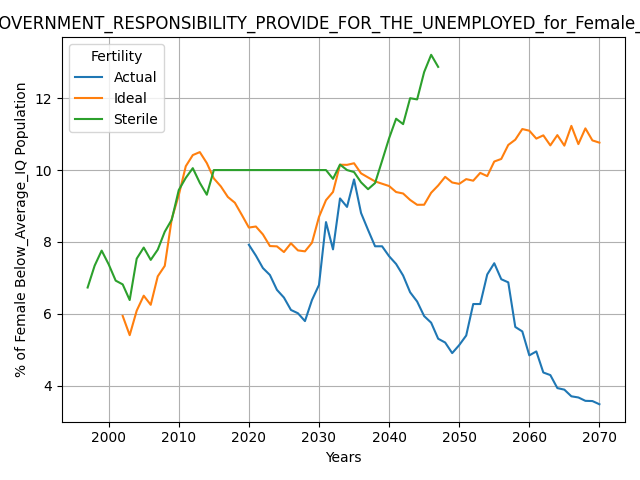 OVERNMENT_RESPONSIBILITY_PROVIDE_FOR_THE_UNEMPLOYED_for_Female_
Fertility
Actual
Ideal
Sterile
% of Female Below_Average_IQ Population
12
10
8
6
4
2000 2010 2020 2030 2040 2050 2060 2070
Years